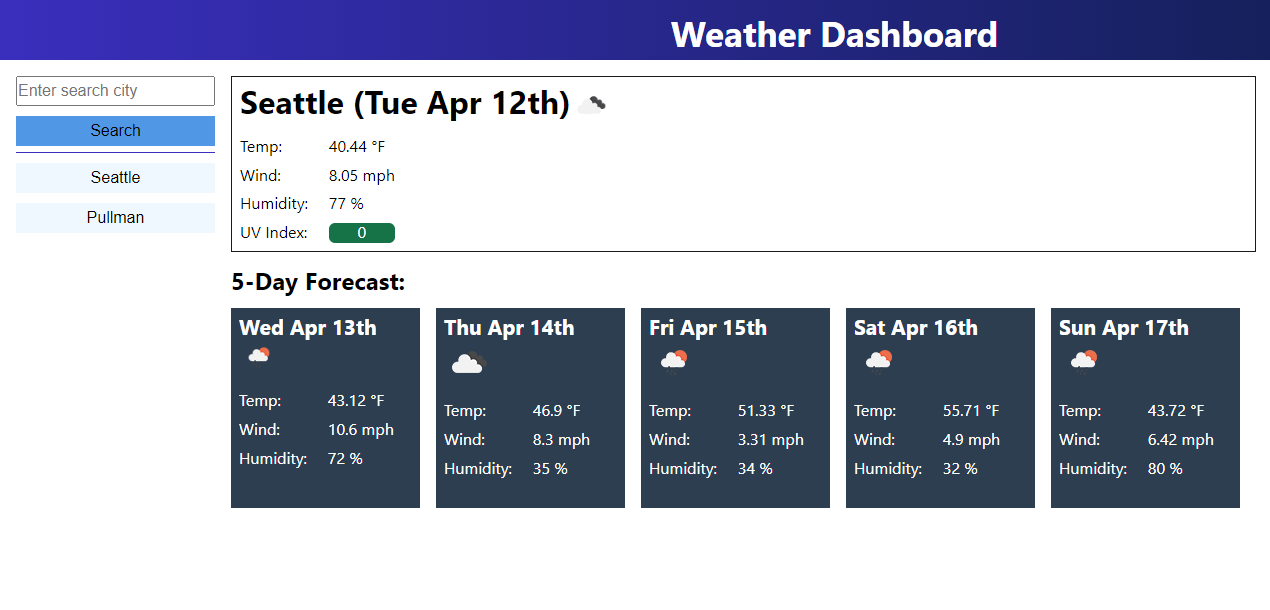 Weather Dashboard
Enter search city
Search
Seattle
Pullman
Seattle (Tue Apr 12th)
Temp: 40.44 °F
Wind: 8.05 mph
Humidity: 77 %
UV Index: 0
5-Day Forecast:
Wed Apr 13th
Temp: 43.12 °F
Wind: 10.6 mph
Humidity: 72 %
Thu Apr 14th
Temp: 46.9 °F
Wind: 8.3 mph
Humidity: 35 %
Fri Apr 15th
Temp: 51.33 °F
Wind: 3.31 mph
Humidity: 34 %
Sat Apr 16th
Temp: 55.71 °F
Wind: 4.9 mph
Humidity: 32 %
Sun Apr 17th
Temp: 43.72 °F
Wind: 6.42 mph
Humidity: 80 %